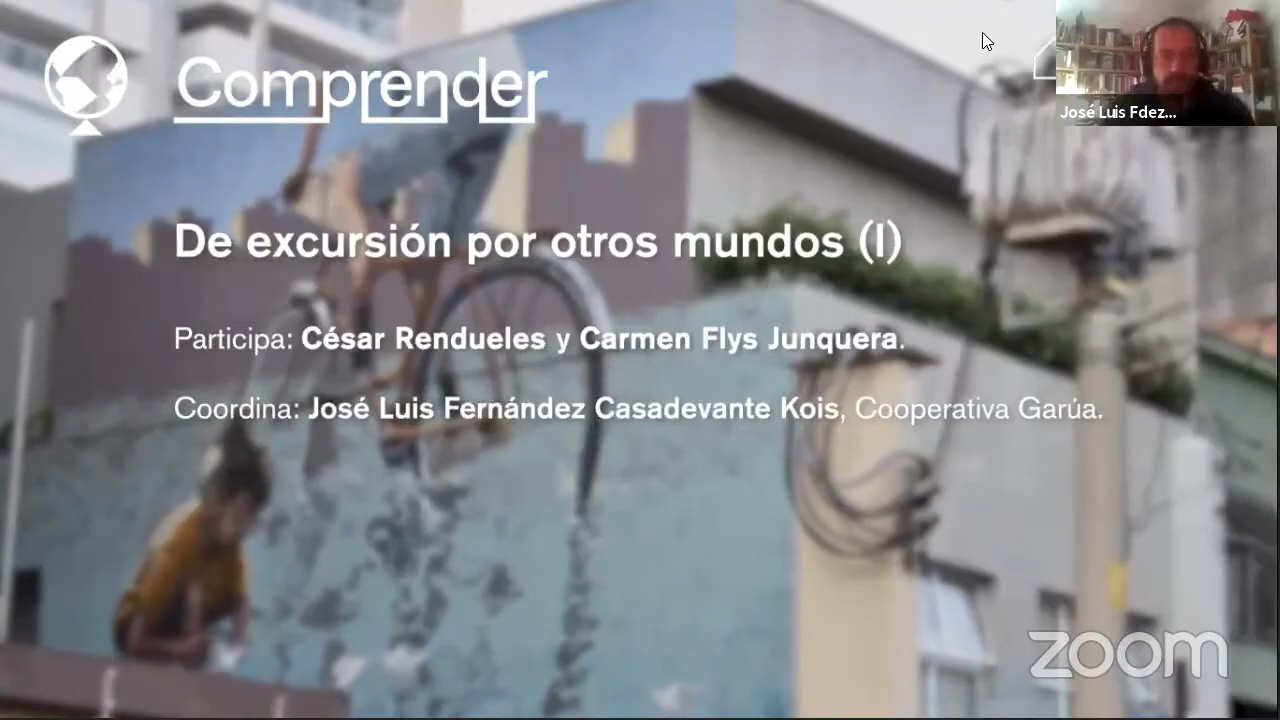 Comprender
José Luis Fdez...
De excursión por otros mundos (I)
Participa: César Rendueles y Carmen Flys Junquera.
Coordina: José Luis Fernández Casadevante Kois, Cooperativa Garúa.
zoom